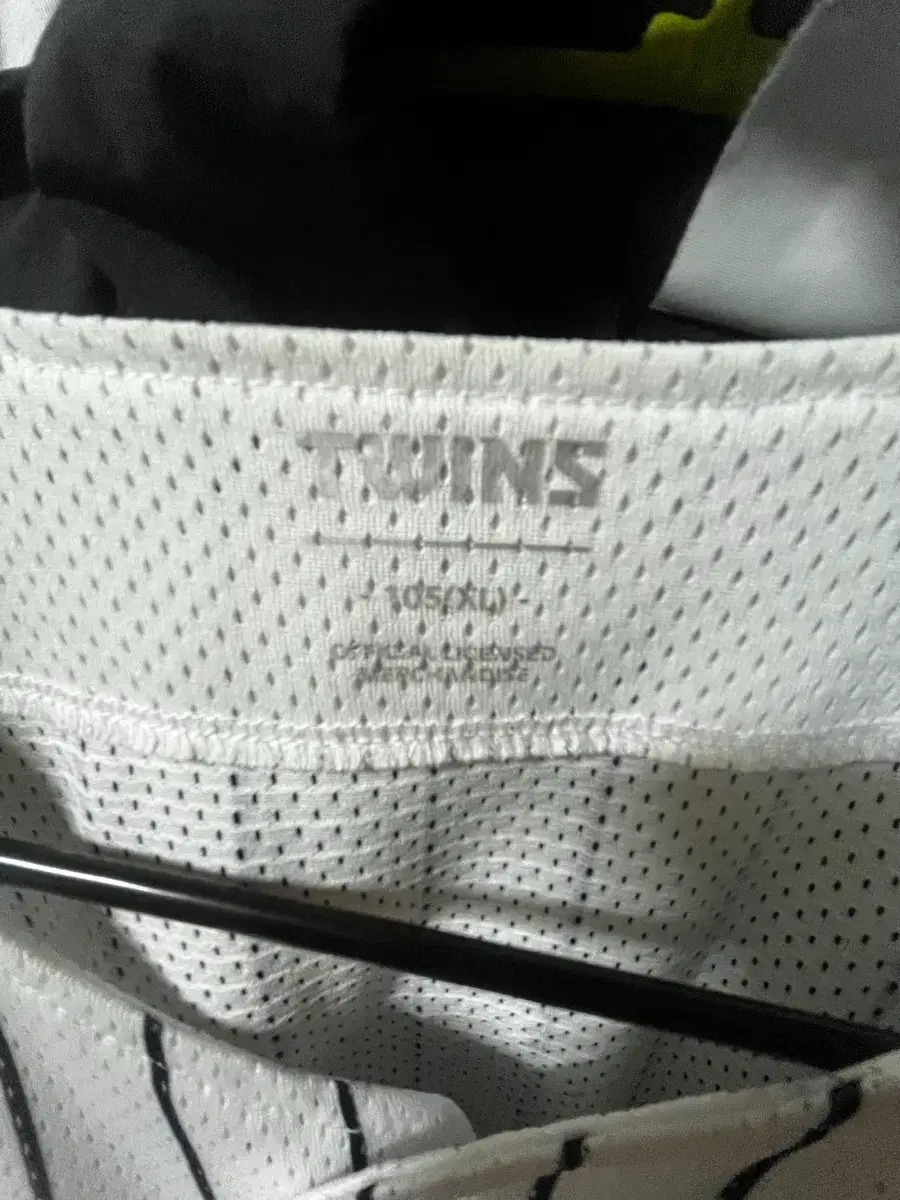 TWINS
- 105(XL) -
OFFICIAL LICENSED
MERCHANDISE